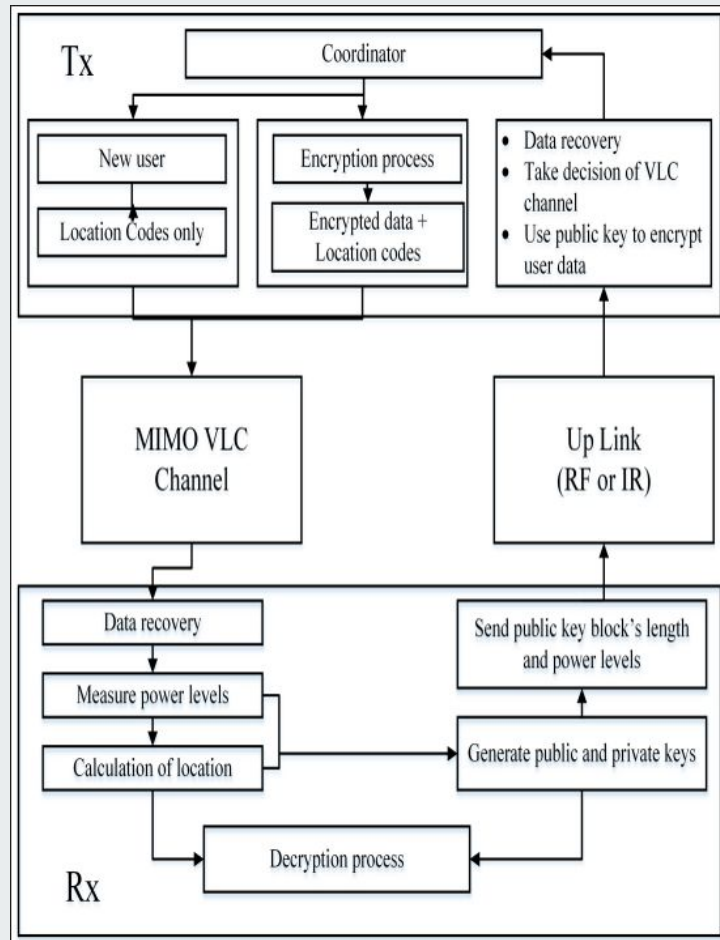 Tx
Coordinator
New user
Location Codes only
Encryption process
Encrypted data +
Location codes
• Data recovery
• Take decision of VLC
channel
• Use public key to encrypt
user data
MIMO VLC
Channel
Up Link
(RF or IR)
Data recovery
Measure power levels
Calculation of location
Send public key block’s length
and power levels
Generate public and private keys
Decryption process
Rx